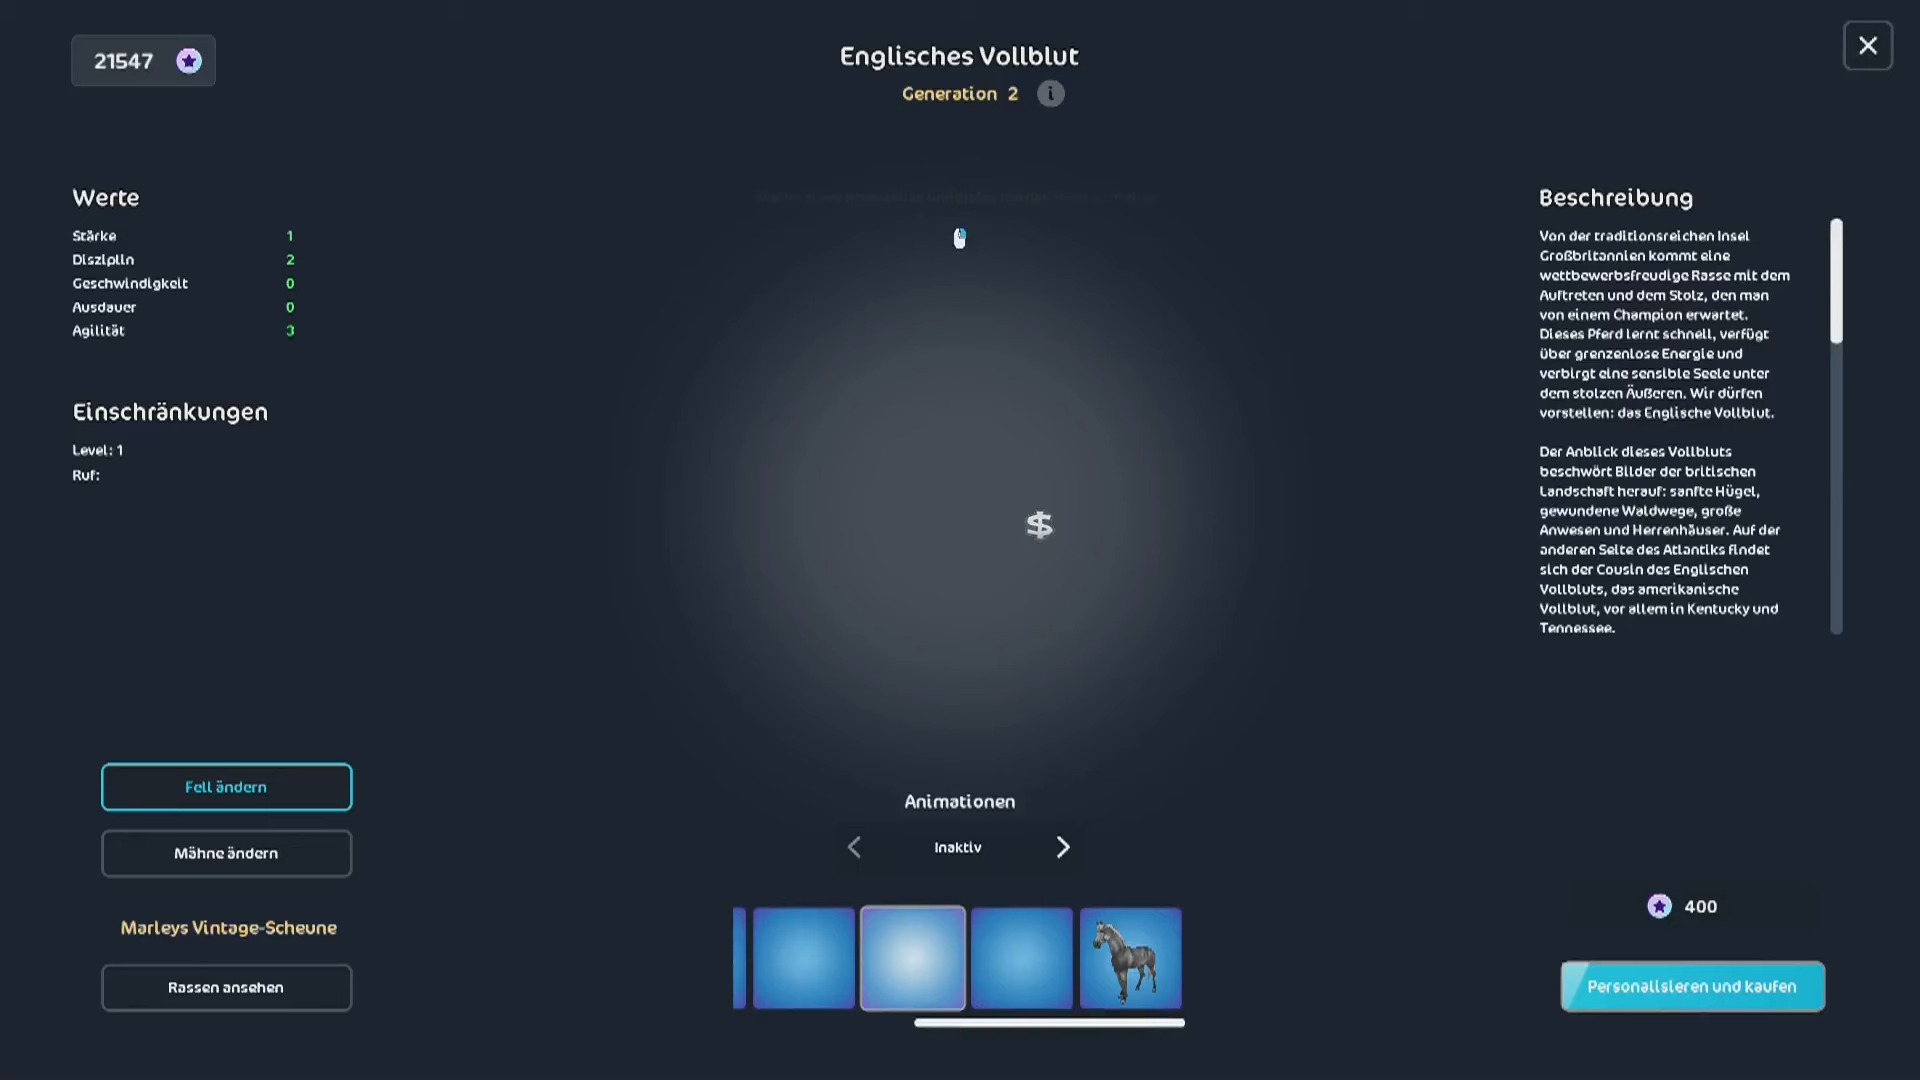 21547
Englisches Vollblut
Generation 2
Werte
Stärke 1
Disziplin 2
Geschwindigkeit 0
Ausdauer 0
Agilität 3
Einschränkungen
Level: 1
Ruf:
Beschreibung
Von der traditionsreichen Insel
Großbritannien kommt eine
wettbewerbsfreudige Rasse mit dem
Auftreten und dem Stolz, den man
von einem Champion erwartet.
Dieses Pferd lernt schnell, verfügt
über grenzenlose Energie und
verbirgt eine sensible Seele unter
dem stolzen Äußeren. Wir dürfen
vorstellen: das Englische Vollblut.
Der Anblick dieses Vollbluts
beschwört Bilder der britischen
Landschaft herauf: sanfte Hügel,
gewundene Waldwege, große
Anwesen und Herrenhäuser. Auf der
anderen Seite des Atlantiks findet
sich der Cousin des Englischen
Vollbluts, das amerikanische
Vollblut, vor allem in Kentucky und
Tennessee.
$
Fell ändern
Mähne ändern
Marleys Vintage-Scheune
Rassen ansehen
Animationen
Inaktiv
400
Personalisieren und kaufen